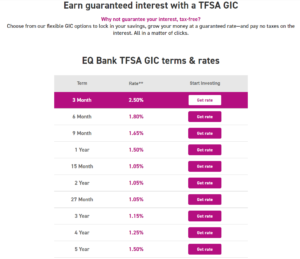 Earn guaranteed interest with a TFSA GIC
Why not guarantee your interest, tax-free?
Choose from our flexible GIC options to lock in your savings, grow your money at a guaranteed rate—and pay no taxes on the
interest. All in a matter of clicks.
EQ Bank TFSA GIC terms & rates
Term Rate*** Start Investing
3 Month 2.50% Get rate
6 Month 1.80% Get rate
9 Month 1.65% Get rate
1 Year 1.50% Get rate
15 Month 1.05% Get rate
2 Year 1.05% Get rate
27 Month 1.05% Get rate
3 Year 1.15% Get rate
4 Year 1.25% Get rate
5 Year 1.50% Get rate